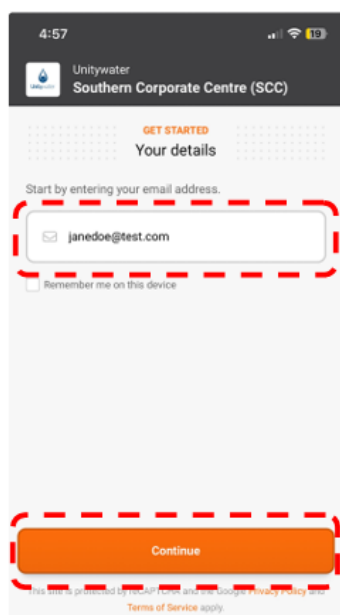 4:57
19
Unitywater
Unitywater
Southern Corporate Centre (SCC)
GET STARTED
Your details
Start by entering your email address.
janedoe@test.com
Remember me on this device
Continue
This site is protected by reCAPTCHA and the Google Privacy Policy and
Terms of Service apply.